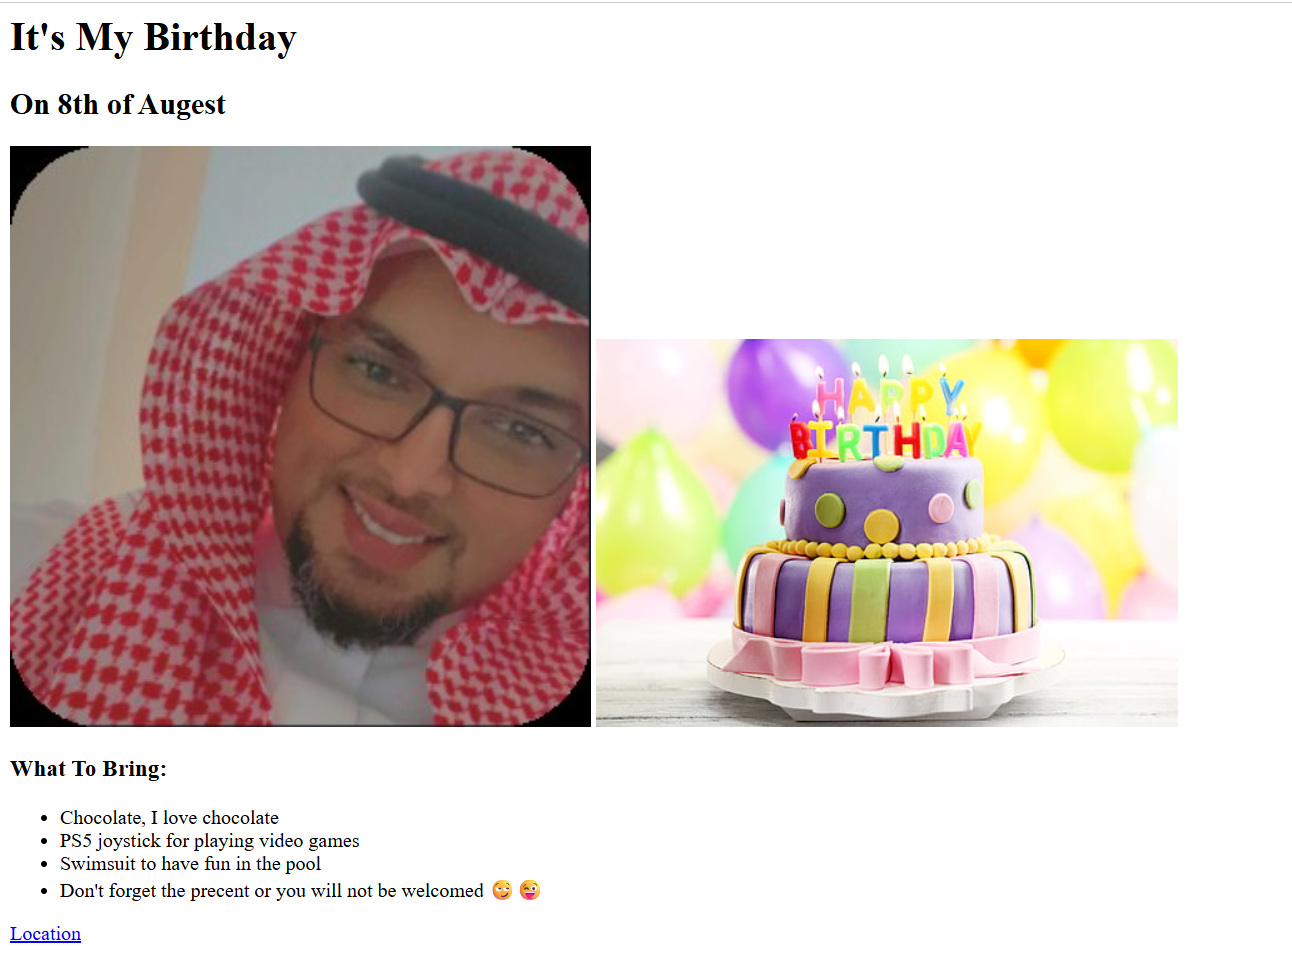 It's My Birthday
On 8th of Augest
HAPPY
BIRTHDAY
What To Bring:
Chocolate, I love chocolate
PS5 joystick for playing video games
Swimsuit to have fun in the pool
Don't forget the precent or you will not be welcomed 🙄 😜
Location